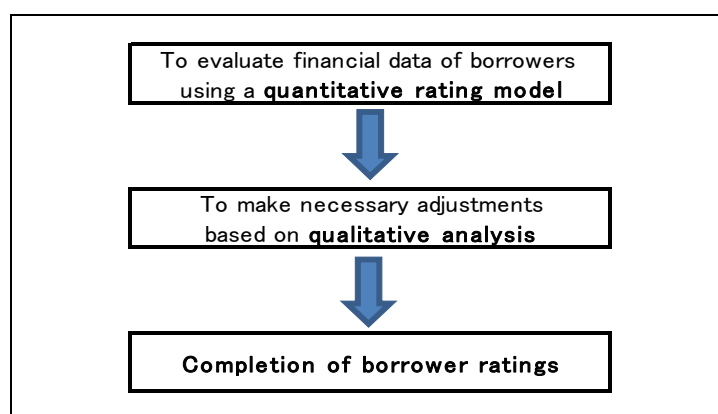 To evaluate financial data of borrowers
using a quantitative rating model
To make necessary adjustments
based on qualitative analysis
Completion of borrower ratings